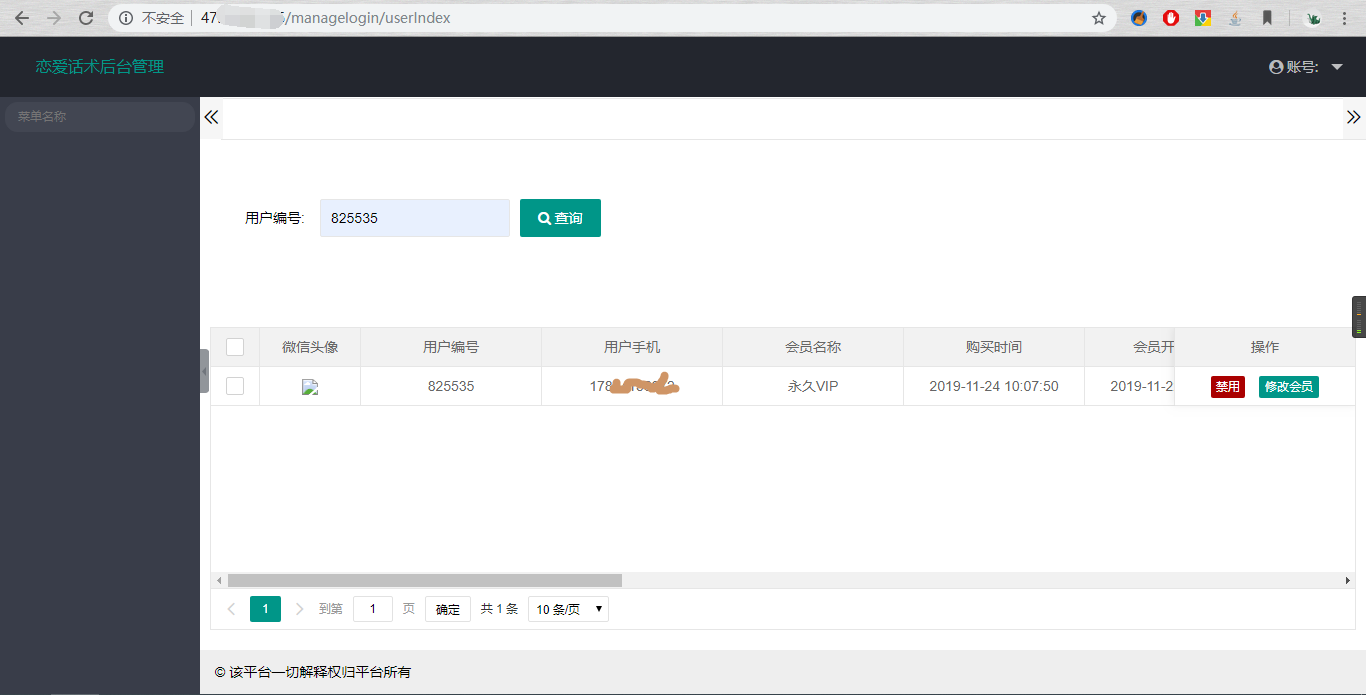 不安全 47. /managelogin/userIndex
恋爱话术后台管理
账号:
菜单名称
用户编号: 825535 查询
微信头像 用户编号 用户手机 会员名称 购买时间 会员开 操作
825535 178 永久VIP 2019-11-24 10:07:50 2019-11-2 禁用 修改会员
1 到第 1 页 确定 共 1 条 10 条/页
© 该平台一切解释权归平台所有